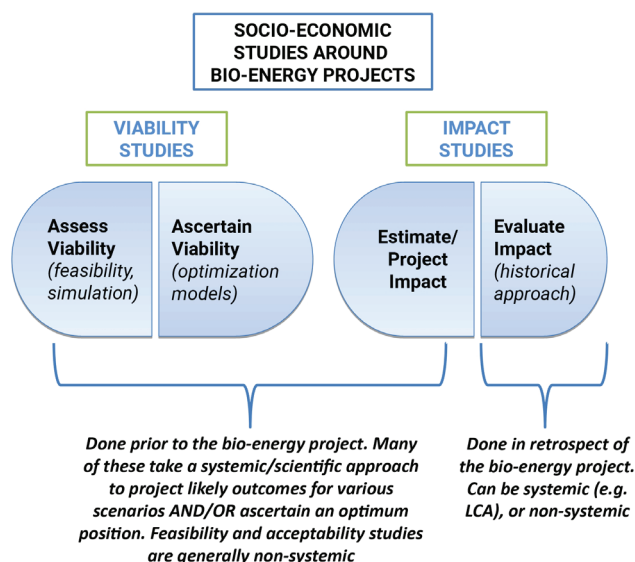 SOCIO-ECONOMIC
STUDIES AROUND
BIO-ENERGY PROJECTS
VIABILITY
STUDIES
IMPACT
STUDIES
Assess
Viability
(feasibility,
simulation)
Ascertain
Viability
(optimization
models)
Estimate/
Project
Impact
Evaluate
Impact
(historical
approach)
Done prior to the bio-energy project. Many
of these take a systemic/scientific approach
to project likely outcomes for various
scenarios AND/OR ascertain an optimum
position. Feasibility and acceptability studies
are generally non-systemic
Done in retrospect of
the bio-energy project.
Can be systemic (e.g.
LCA), or non-systemic